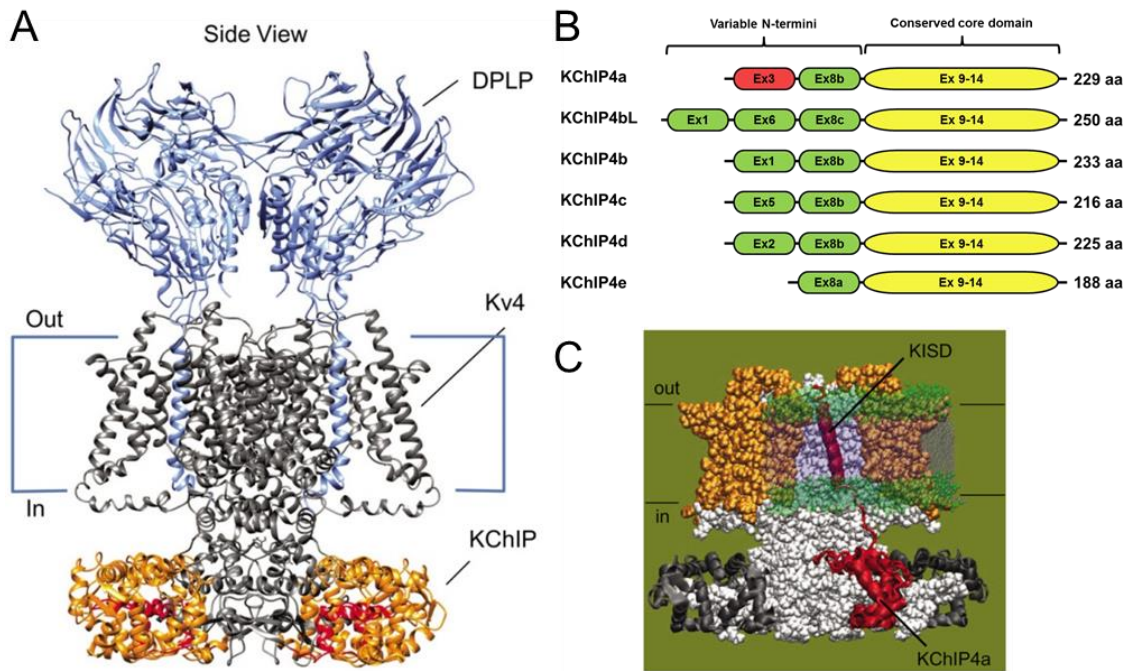 A
Side View
DPLP
Out
Kv4
In
KChIP
B
Variable N-termini Conserved core domain
KChIP4a Ex3 Ex8b Ex 9-14 229 aa
KChIP4bL Ex1 Ex6 Ex8c Ex 9-14 250 aa
KChIP4b Ex1 Ex8b Ex 9-14 233 aa
KChIP4c Ex5 Ex8b Ex 9-14 216 aa
KChIP4d Ex2 Ex8b Ex 9-14 225 aa
KChIP4e Ex8a Ex 9-14 188 aa
C
KISD
out
in
KChIP4a